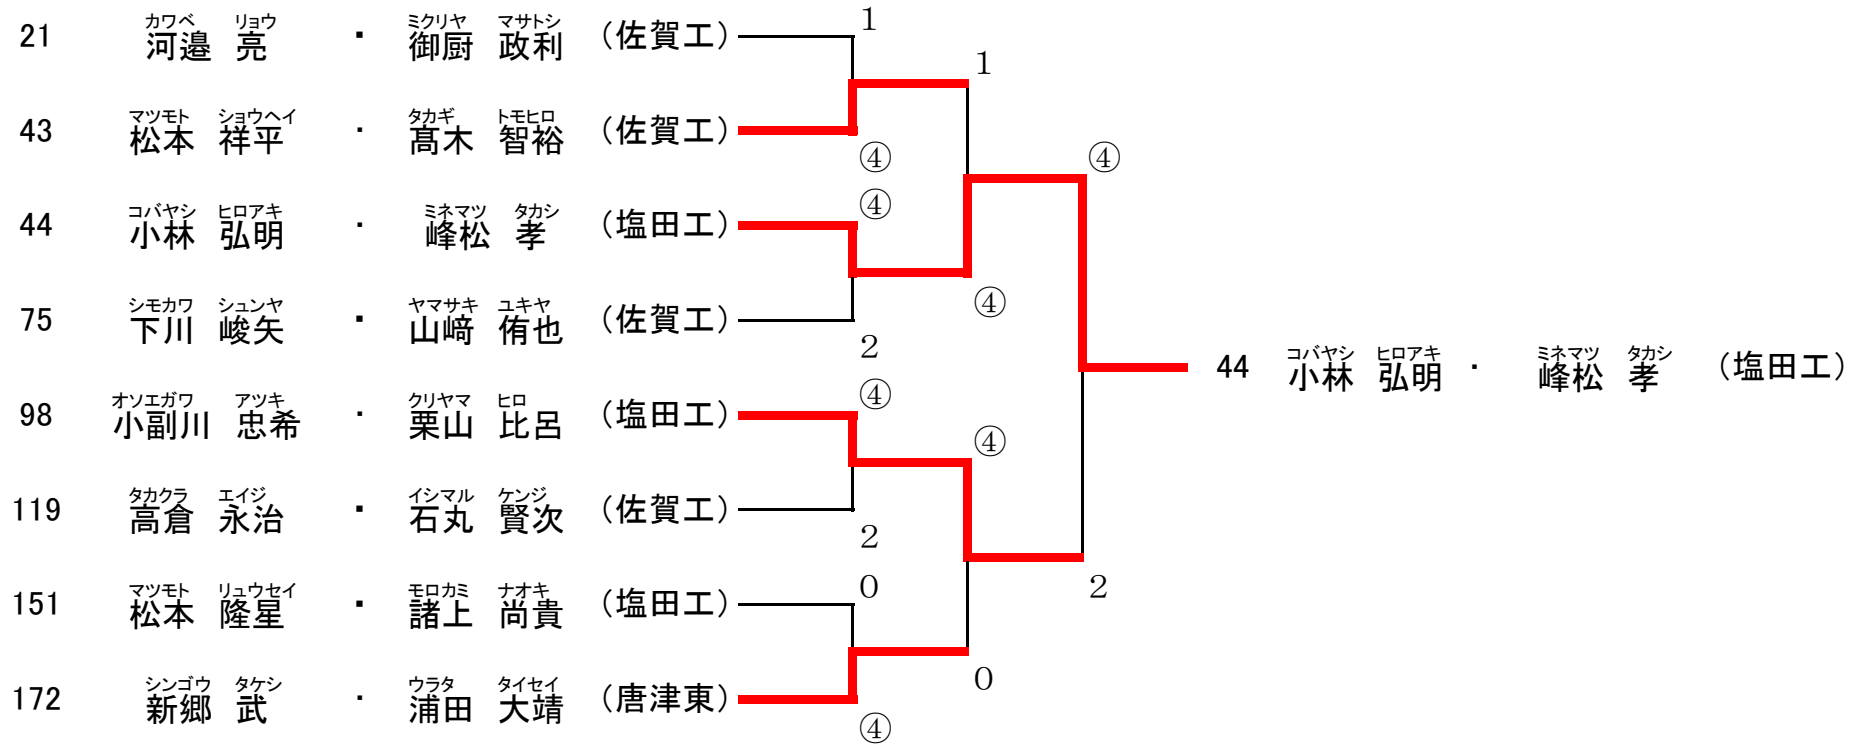 カワベ リョウ ミクリヤ マサトシ 1
21 河邉 亮 ・ 御厨 政利 （佐賀工）
1
マツモト ショウヘイ タカギ トモヒロ
43 松本 祥平 ・ 髙木 智裕 （佐賀工）
④ ④
コバヤシ ヒロアキ ミネマツ タカシ ④
44 小林 弘明 ・ 峰松 孝 （塩田工）
シモカワ シュンヤ ヤマサキ ユキヤ ④
75 下川 峻矢 ・ 山﨑 侑也 （佐賀工）
2
コバヤシ ヒロアキ ミネマツ タカシ
44 小林 弘明 ・ 峰松 孝 （塩田工）
オソエガワ アツキ クリヤマ ヒロ ④
98 小副川 忠希 ・ 栗山 比呂 （塩田工）
④
タカクラ エイジ イシマル ケンジ
119 高倉 永治 ・ 石丸 賢次 （佐賀工）
2
マツモト リュウセイ モロカミ ナオキ 0 2
151 松本 隆星 ・ 諸上 尚貴 （塩田工）
シンゴウ タケシ ウラタ タイセイ 0
172 新郷 武 ・ 浦田 大靖 （唐津東）
④